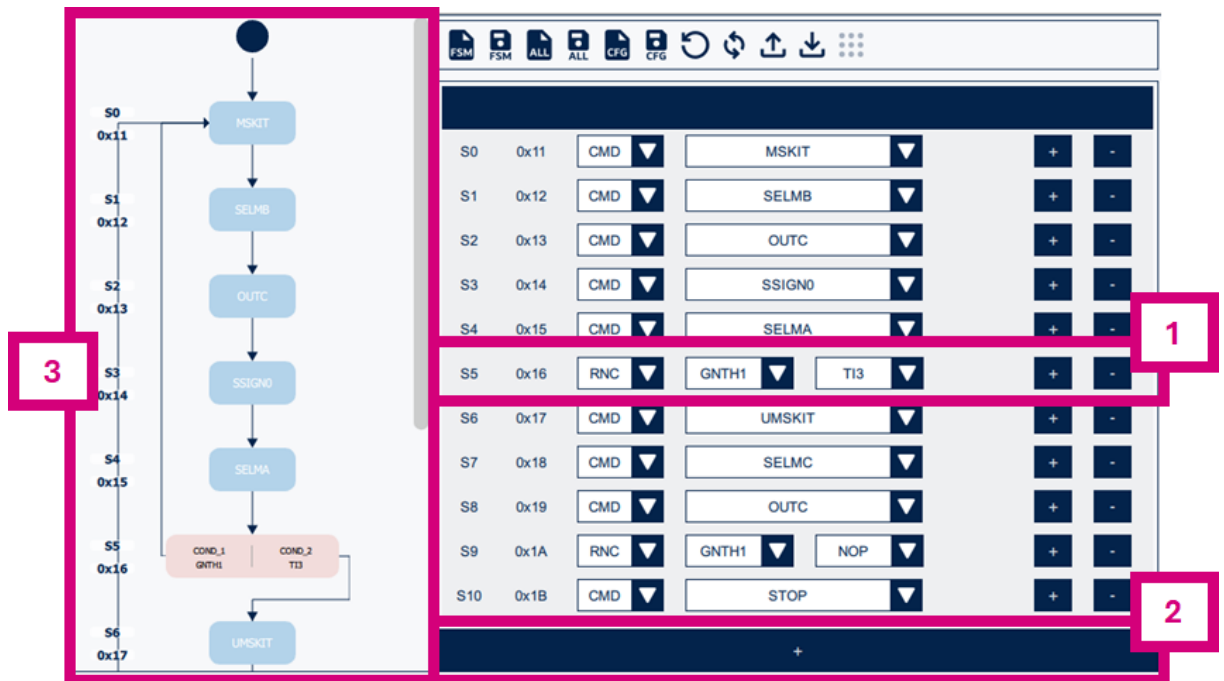 FSM FSM ALL ALL CFG CFG
S0
0x11
MSKIT
S1
0x12
SELMB
S2
0x13
OUTC
S3
0x14
SSIGN0
S4
0x15
SELMA
S5
0x16
COND_1 COND_2
GNTH1 TI3
S6
0x17
UMSKIT
3
S0 0x11 CMD MSKIT + -
S1 0x12 CMD SELMB + -
S2 0x13 CMD OUTC + -
S3 0x14 CMD SSIGN0 + -
S4 0x15 CMD SELMA + -
1
S5 0x16 RNC GNTH1 TI3 + -
S6 0x17 CMD UMSKIT + -
S7 0x18 CMD SELMC + -
S8 0x19 CMD OUTC + -
S9 0x1A RNC GNTH1 NOP + -
S10 0x1B CMD STOP + -
2
+